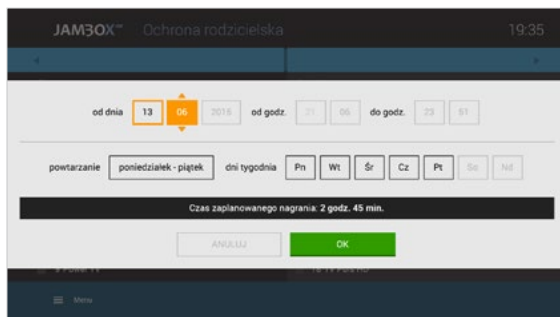 JAMBOX Ochrona rodzicielska 19:35
od dnia 13 06 2016 od godz. 21 06 do godz. 23 51
powtarzanie poniedziałek - piątek dni tygodnia Pn Wt Śr Cz Pt So Nd
Czas zaplanowanego nagrania: 2 godz. 45 min.
ANULUJ OK
Menu